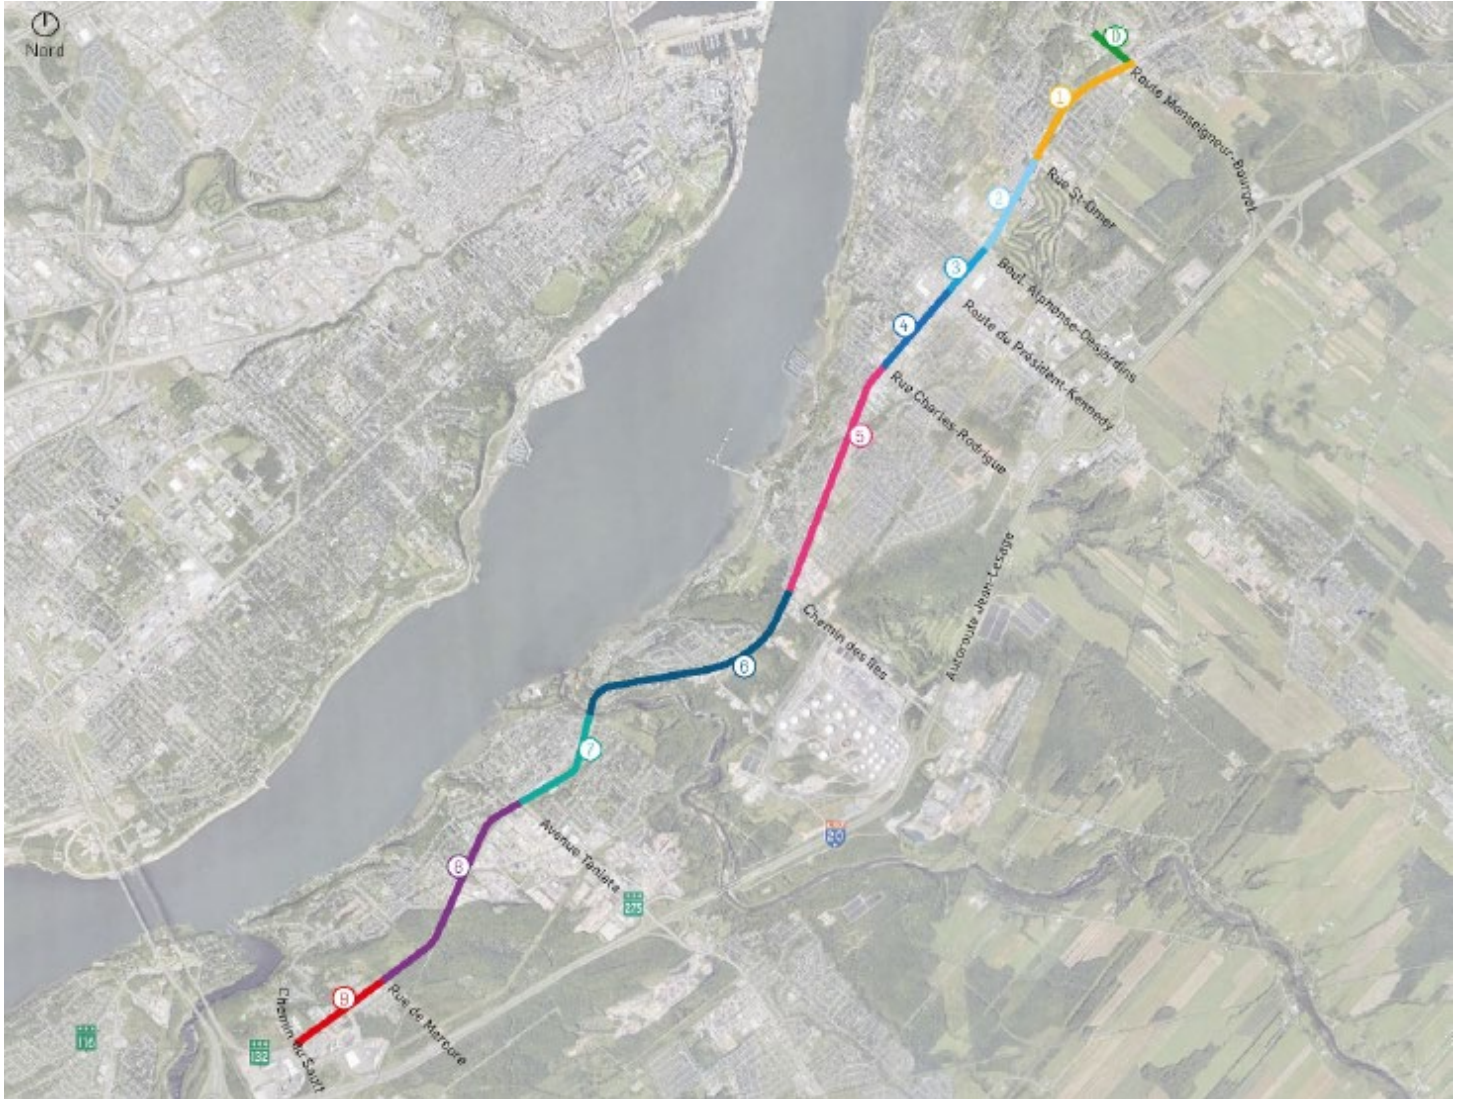 Nord
D
Route Monseigneur-Bourget
1
Rue St-Omer
2
Boul. Alphonse-Desjardins
3
Route du Président-Kennedy
4
Rue Charles-Rodrigue
5
Autoroute Jean-Lesage
Chemin des Îles
6
7
Avenue Taniata
20
8
275
Rue de Marcore
9
Chemin du Sault
116
132